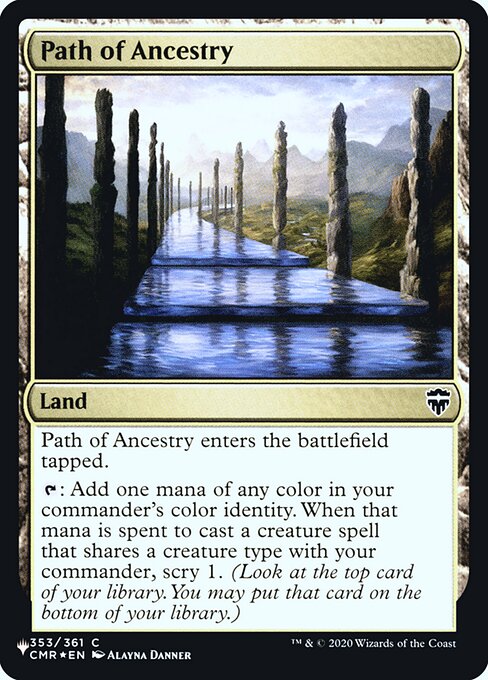 Path of Ancestry
Land
Path of Ancestry enters the battlefield
tapped.
: Add one mana of any color in your
commander's color identity. When that
mana is spent to cast a creature spell
that shares a creature type with your
commander, scry 1. (Look at the top card
of your library. You may put that card on the
bottom of your library.)
353/361 C
CMR★EN Alayna Danner
™ & © 2020 Wizards of the Coast